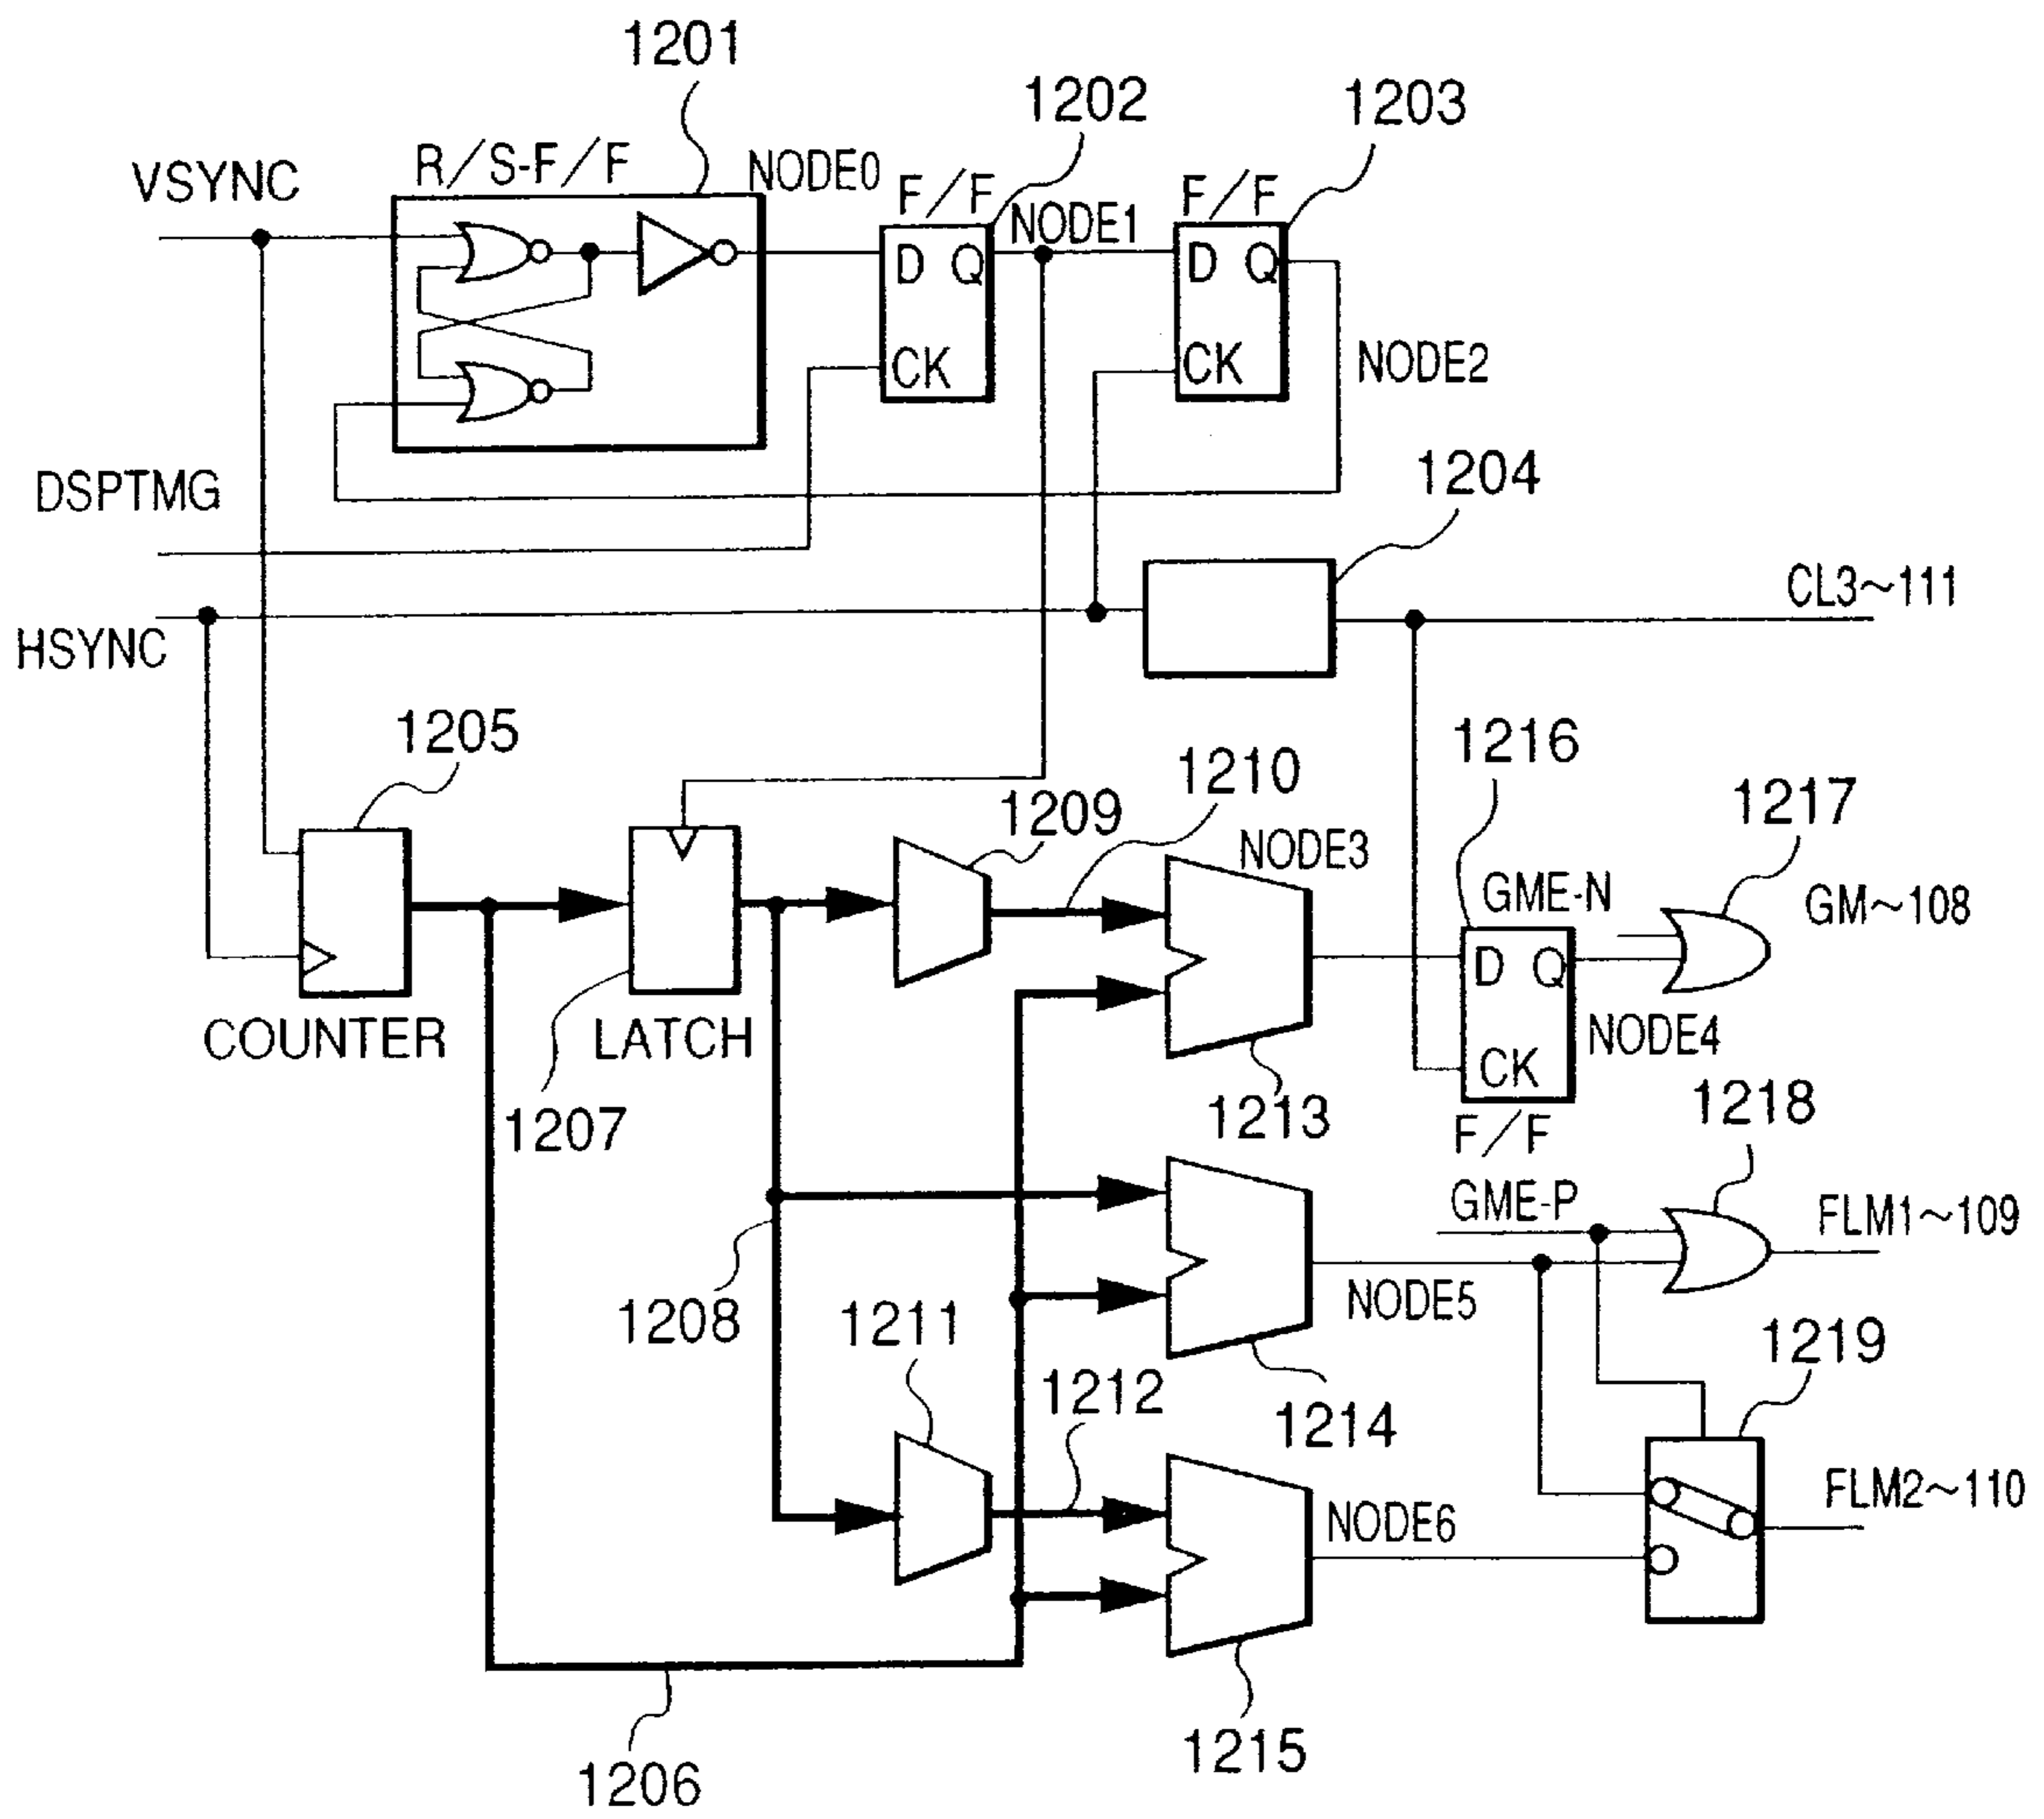 1201
1202
1203
R/S-F/F
NODE0
F/F
F/F
VSYNC
NODE1
D Q
D Q
CK
CK
NODE2
DSPTMG
1204
CL3~111
HSYNC
1205
1216
1210
1217
1209
NODE3
GME-N
GM~108
D Q
COUNTER
LATCH
NODE4
CK
1207
1213
1218
F/F
GME-P
FLM1~109
1208
1211
NODE5
1219
1212
1214
FLM2~110
NODE6
1215
1206